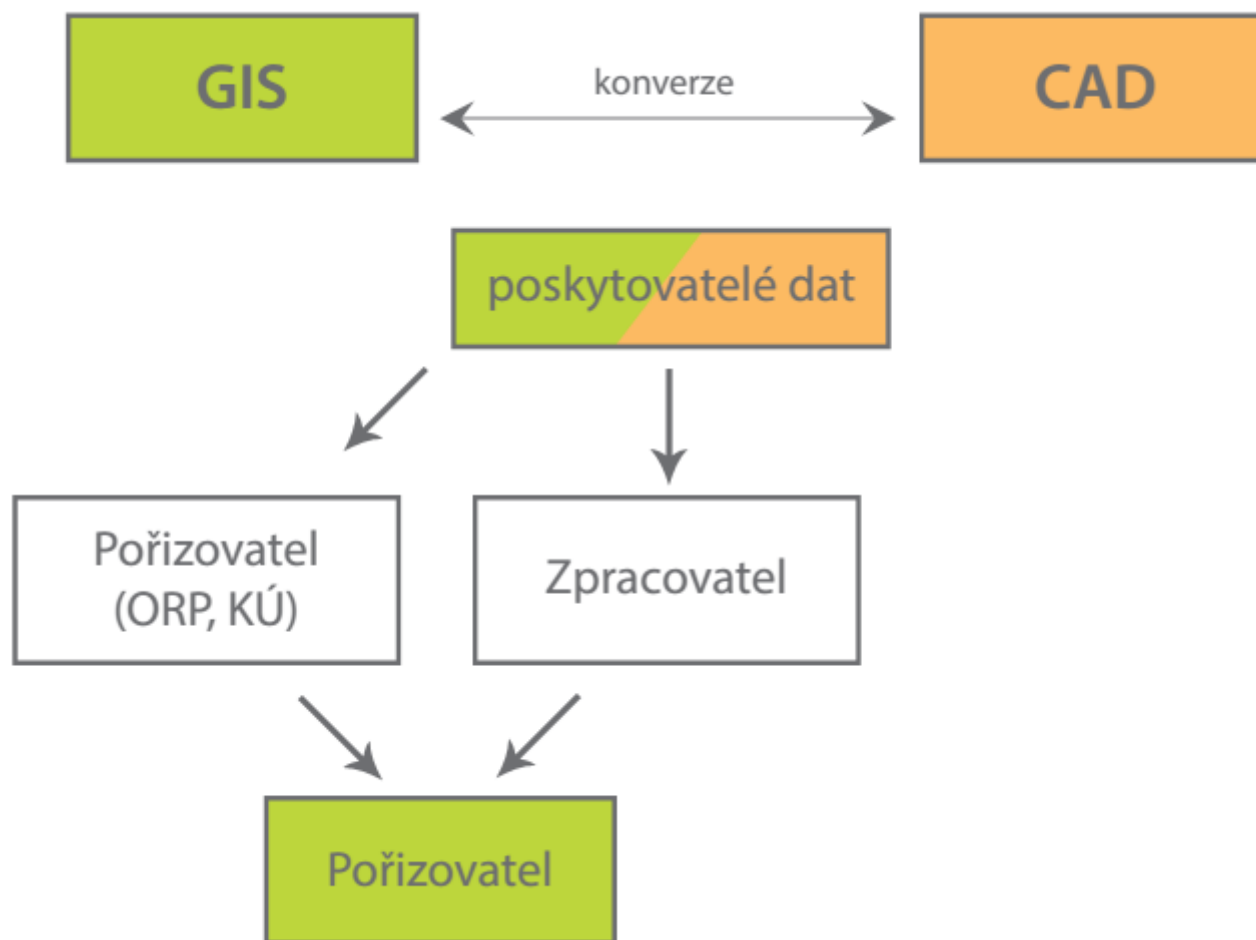 GIS
konverze
CAD
poskytovatelé dat
Pořizovatel
(ORP, KÚ)
Zpracovatel
Pořizovatel